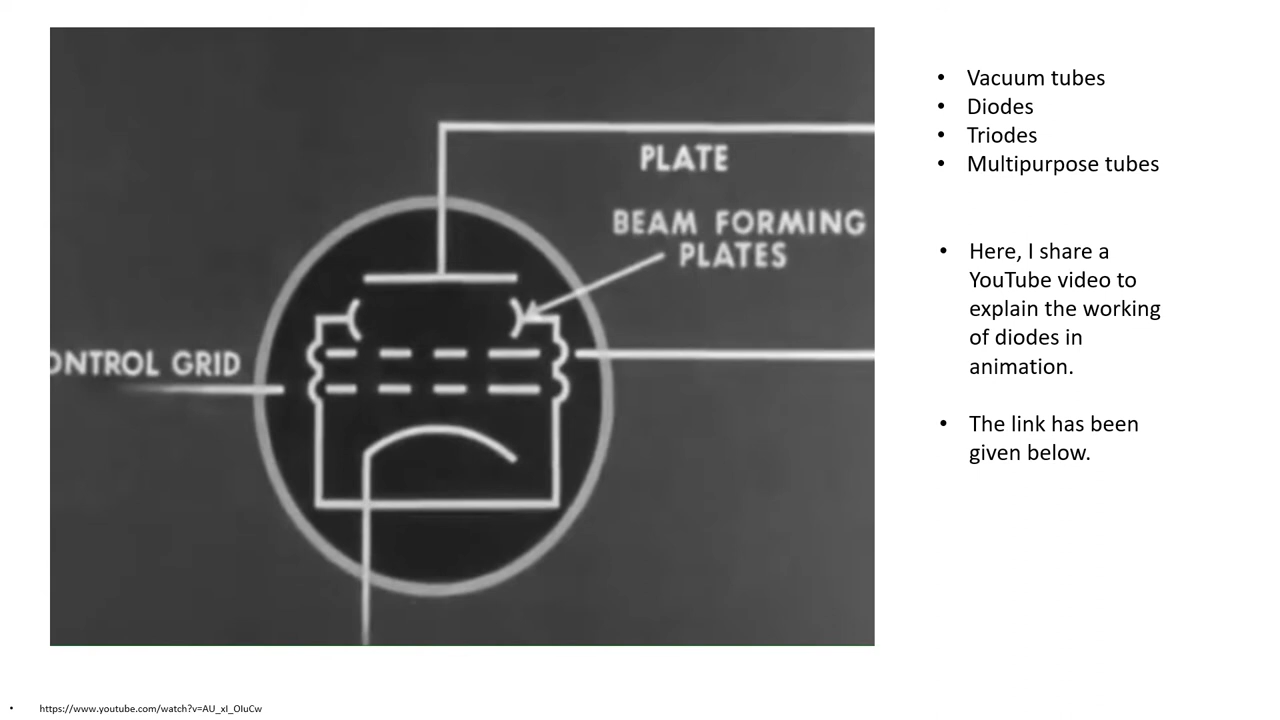 PLATE
BEAM FORMING
PLATES
ONTROL GRID
• Vacuum tubes
• Diodes
• Triodes
• Multipurpose tubes
• Here, I share a
YouTube video to
explain the working
of diodes in
animation.
• The link has been
given below.
• https://www.youtube.com/watch?v=AU_xI_OIuCw